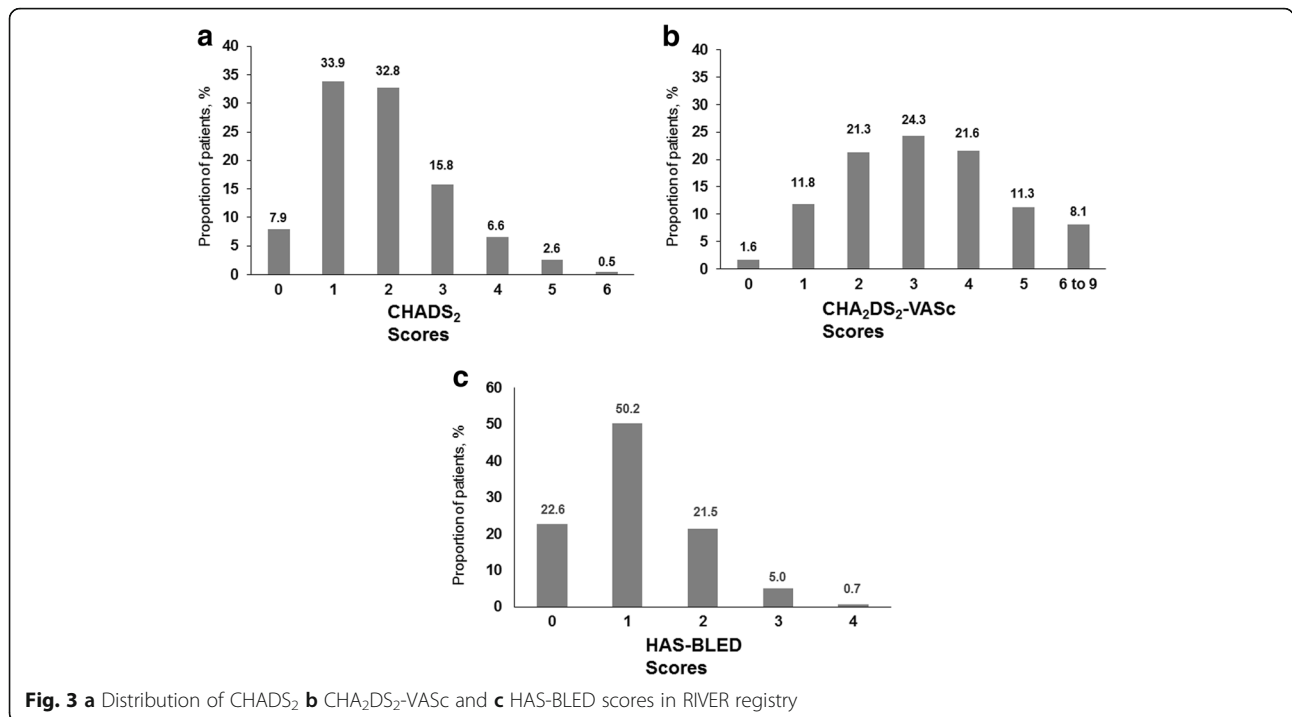 a
Proportion of patients, %
40
35
30
25
20
15
10
5
0
7.9
33.9
32.8
15.8
6.6
2.6
0.5
0 1 2 3 4 5 6
CHADS₂
Scores
b
Proportion of patients, %
40
35
30
25
20
15
10
5
0
1.6
11.8
21.3
24.3
21.6
11.3
8.1
0 1 2 3 4 5 6 to 9
CHA₂DS₂-VASc
Scores
c
Proportion of patients, %
60
50
40
30
20
10
0
22.6
50.2
21.5
5.0
0.7
0 1 2 3 4
HAS-BLED
Scores
Fig. 3 a Distribution of CHADS₂ b CHA₂DS₂-VASc and c HAS-BLED scores in RIVER registry